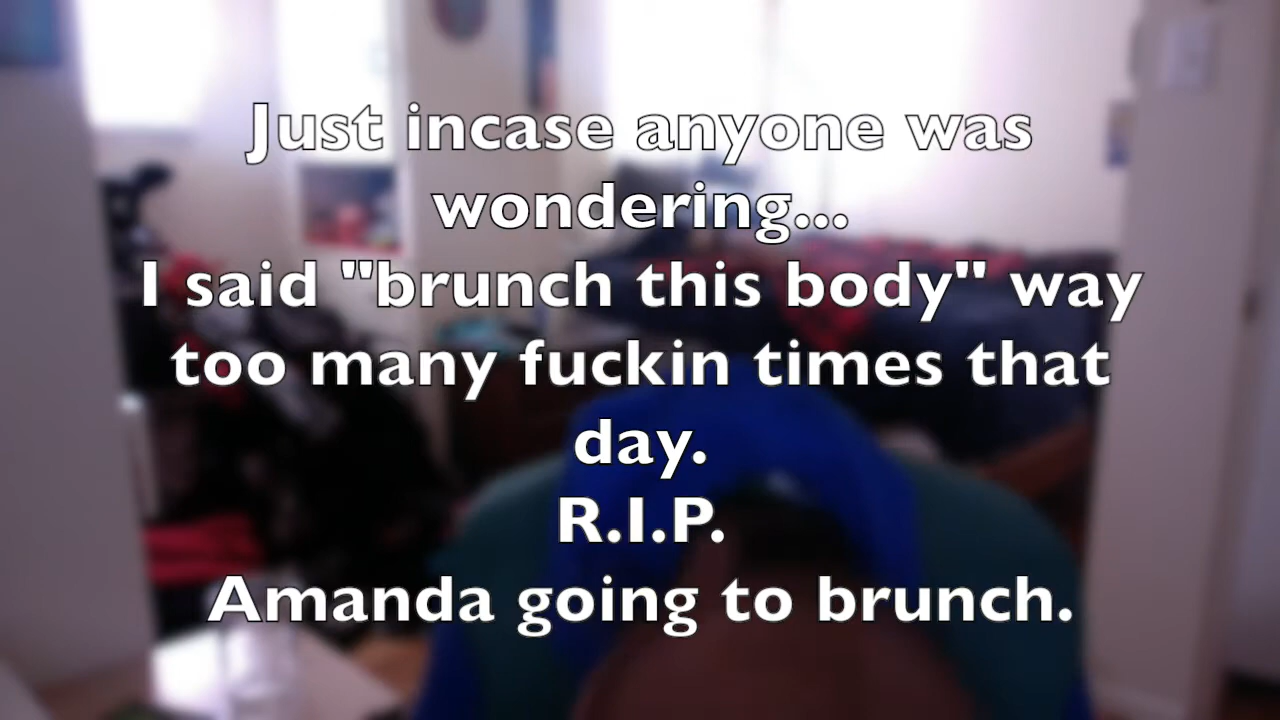 Just incase anyone was
wondering...
I said "brunch this body" way
too many fuckin times that
day.
R.I.P.
Amanda going to brunch.